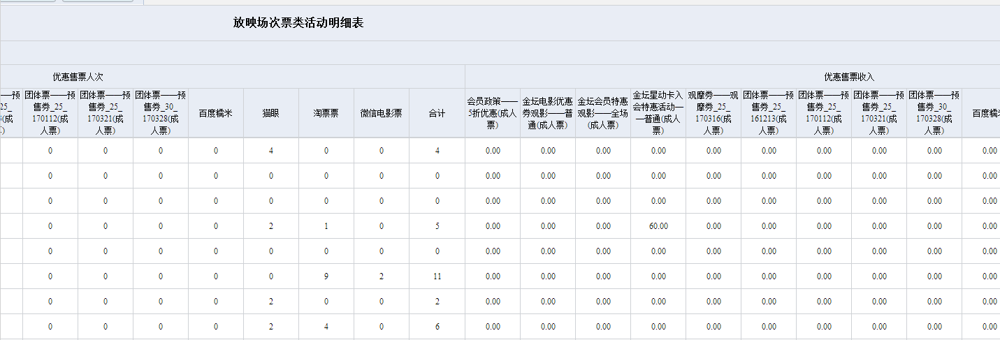 放映场次票类活动明细表
优惠售票人次 优惠售票收入
团体票——预售券_25_170112(成人票) 团体票——预售券_25_170321(成人票) 团体票——预售券_30_170328(成人票) 百度糯米 猫眼 淘票票 微信电影票 合计 会员政策——5折优惠(成人票) 金坛电影优惠券观影——普通(成人票) 金坛会员特惠观影——全场(成人票) 金坛星动卡入会特惠活动——普通(成人票) 观摩券——观摩券_25_170316(成人票) 团体票——预售券_25_161213(成人票) 团体票——预售券_25_170112(成人票) 团体票——预售券_25_170321(成人票) 团体票——预售券_30_170328(成人票) 百度糯
0 0 0 0 4 0 0 4 0.00 0.00 0.00 0.00 0.00 0.00 0.00 0.00 0.00 0.00
0 0 0 0 0 0 0 0 0.00 0.00 0.00 0.00 0.00 0.00 0.00 0.00 0.00 0.00
0 0 0 0 0 0 0 0 0.00 0.00 0.00 0.00 0.00 0.00 0.00 0.00 0.00 0.00
0 0 0 0 2 1 0 5 0.00 0.00 0.00 60.00 0.00 0.00 0.00 0.00 0.00 0.00
0 0 0 0 0 0 0 0 0.00 0.00 0.00 0.00 0.00 0.00 0.00 0.00 0.00 0.00
0 0 0 0 0 9 2 11 0.00 0.00 0.00 0.00 0.00 0.00 0.00 0.00 0.00 0.00
0 0 0 0 2 0 0 2 0.00 0.00 0.00 0.00 0.00 0.00 0.00 0.00 0.00 0.00
0 0 0 0 2 4 0 6 0.00 0.00 0.00 0.00 0.00 0.00 0.00 0.00 0.00 0.00